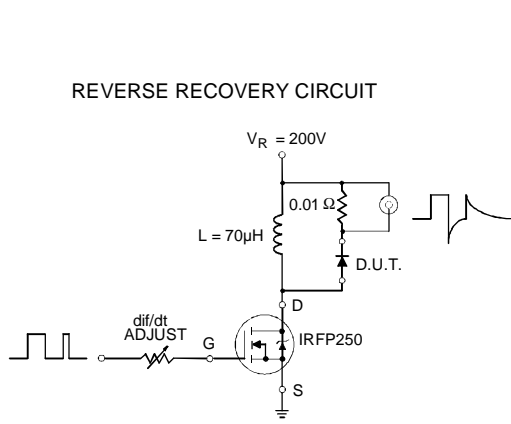 REVERSE RECOVERY CIRCUIT
V_R = 200V
0.01 Ω
L = 70µH
D.U.T.
D
dif/dt
ADJUST
G
IRFP250
S